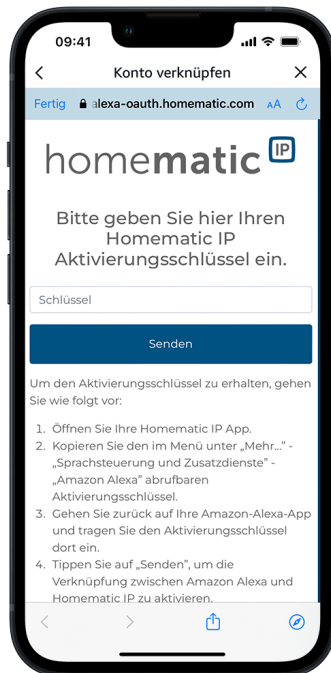 09:41
Konto verknüpfen
Fertig alexa-oauth.homematic.com AA
homematic IP
Bitte geben Sie hier Ihren
Homematic IP
Aktivierungsschlüssel ein.
Schlüssel
Senden
Um den Aktivierungsschlüssel zu erhalten, gehen
Sie wie folgt vor:
1. Öffnen Sie Ihre Homematic IP App.
2. Kopieren Sie den im Menü unter „Mehr…” -
„Sprachsteuerung und Zusatzdienste” -
„Amazon Alexa” abrufbaren
Aktivierungsschlüssel.
3. Gehen Sie zurück auf Ihre Amazon-Alexa-App
und tragen Sie den Aktivierungsschlüssel
dort ein.
4. Tippen Sie auf „Senden”, um die
Verknüpfung zwischen Amazon Alexa und
Homematic IP zu aktivieren.